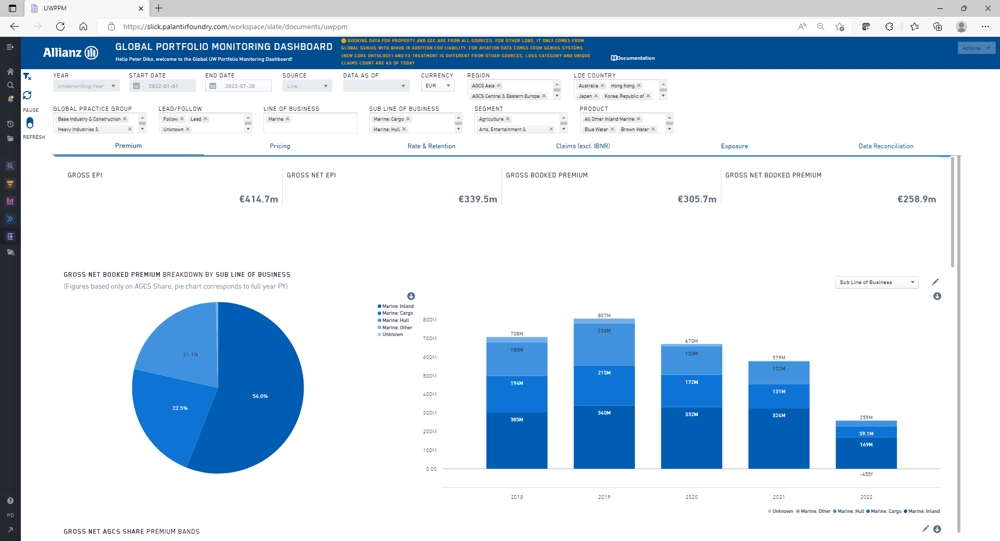 UWPPM
https://slick.palantirfoundry.com/workspace/slate/documents/uwppm
Allianz
GLOBAL PORTFOLIO MONITORING DASHBOARD
Hello Peter Diko, welcome to the Global UW Portfolio Monitoring Dashboard!
BOOKING DATA FOR PROPERTY AND E&C ARE FROM ALL SOURCES. FOR OTHER LOBS, IT ONLY COMES FROM
GLOBAL GENIUS WITH BIHUB IN ADDITION FOR LIABILITY. FOR AVIATION DATA COMES FROM GENIUS SYSTEMS
(NEW CORE ONTOLOGY) AND FX TREATMENT IS DIFFERENT FROM OTHER SOURCES. LOSS CATEGORY AND UNIQUE
CLAIMS COUNT ARE AS OF TODAY
Documentation
Actions
YEAR START DATE END DATE SOURCE DATA AS OF CURRENCY REGION LOE COUNTRY
Underwriting Year 2022-01-01 2022-07-20 Live EUR AGCS Asia Australia Hong Kong
AGCS Central & Eastern Europe Japan Korea, Republic of
PAUSE
REFRESH
GLOBAL PRACTICE GROUP LEAD/FOLLOW LINE OF BUSINESS SUB LINE OF BUSINESS SEGMENT PRODUCT
Base Industry & Construction Follow Lead Marine Marine: Cargo Agriculture All Other Inland Marine
Heavy Industries & Unknown Marine: Hull Arts, Entertainment & Blue Water Brown Water
Premium Pricing Rate & Retention Claims (excl. IBNR) Exposure Data Reconciliation
GROSS EPI GROSS NET EPI GROSS BOOKED PREMIUM GROSS NET BOOKED PREMIUM
€414.7m €339.5m €305.7m €258.9m
GROSS NET BOOKED PREMIUM BREAKDOWN BY SUB LINE OF BUSINESS
(Figures based only on AGCS Share, pie chart corresponds to full year PY)
Sub Line of Business
Marine: Inland
Marine: Cargo
Marine: Hull
Marine: Other
Unknown
21.1%
56.0%
22.5%
800M
700M
600M
500M
400M
300M
200M
100M
0.00
708M
180M
194M
305M
807M
226M
215M
340M
670M
153M
172M
332M
579M
122M
131M
324M
259M
59.1M
169M
-455f
2018 2019 2020 2021 2022
Unknown Marine: Other Marine: Hull Marine: Cargo Marine: Inland
PD
GROSS NET AGCS SHARE PREMIUM BANDS